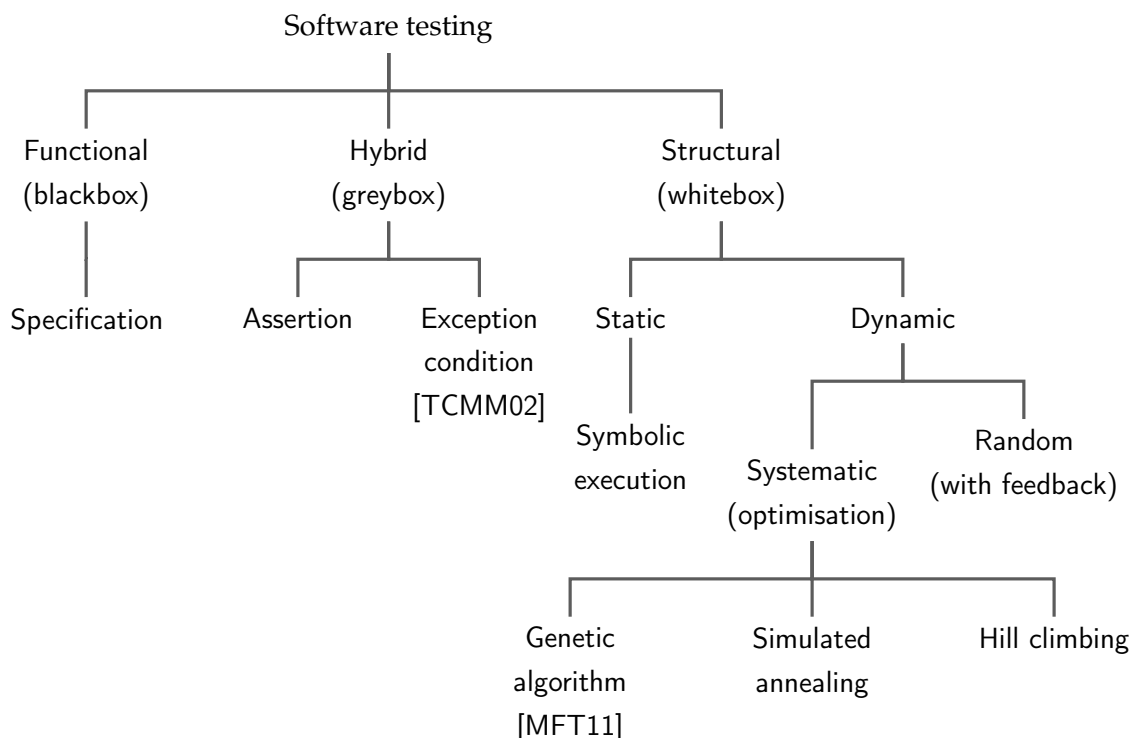 Software testing
Functional
(blackbox)
Hybrid
(greybox)
Structural
(whitebox)
Specification
Assertion
Exception
condition
[TCMM02]
Static
Dynamic
Symbolic
execution
Systematic
(optimisation)
Random
(with feedback)
Genetic
algorithm
[MFT11]
Simulated
annealing
Hill climbing